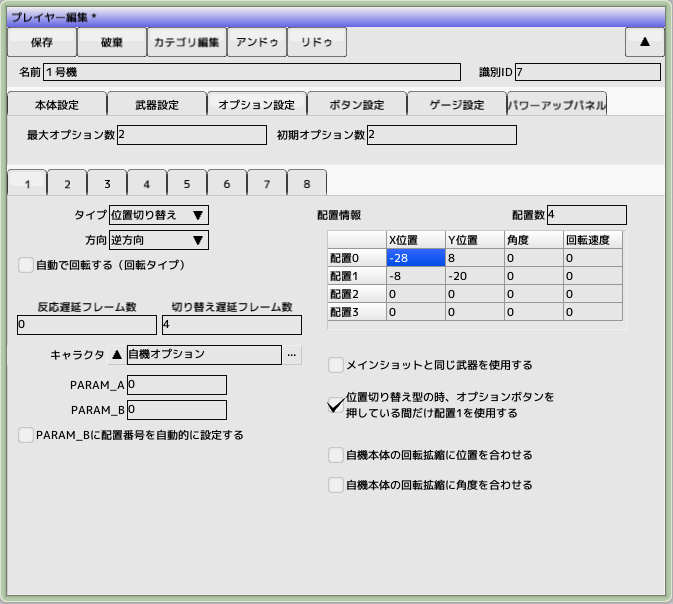 プレイヤー編集 *
保存 破棄 カテゴリ編集 アンドゥ リドゥ ▲
名前 1号機 識別ID 7
本体設定 武器設定 オプション設定 ボタン設定 ゲージ設定 パワーアップパネル
最大オプション数 2 初期オプション数 2
1 2 3 4 5 6 7 8
タイプ 位置切り替え ▼ 配置情報 配置数 4
方向 逆方向 ▼
X位置 Y位置 角度 回転速度
配置0 -28 8 0 0
配置1 -8 -20 0 0
配置2 0 0 0 0
配置3 0 0 0 0
自動で回転する（回転タイプ）
反応遅延フレーム数 切り替え遅延フレーム数
0 4
キャラクタ ▲ 自機オプション ...
PARAM_A 0
PARAM_B 0
PARAM_Bに配置番号を自動的に設定する
メインショットと同じ武器を使用する
位置切り替え型の時、オプションボタンを
押している間だけ配置1を使用する
自機本体の回転拡縮に位置を合わせる
自機本体の回転拡縮に角度を合わせる